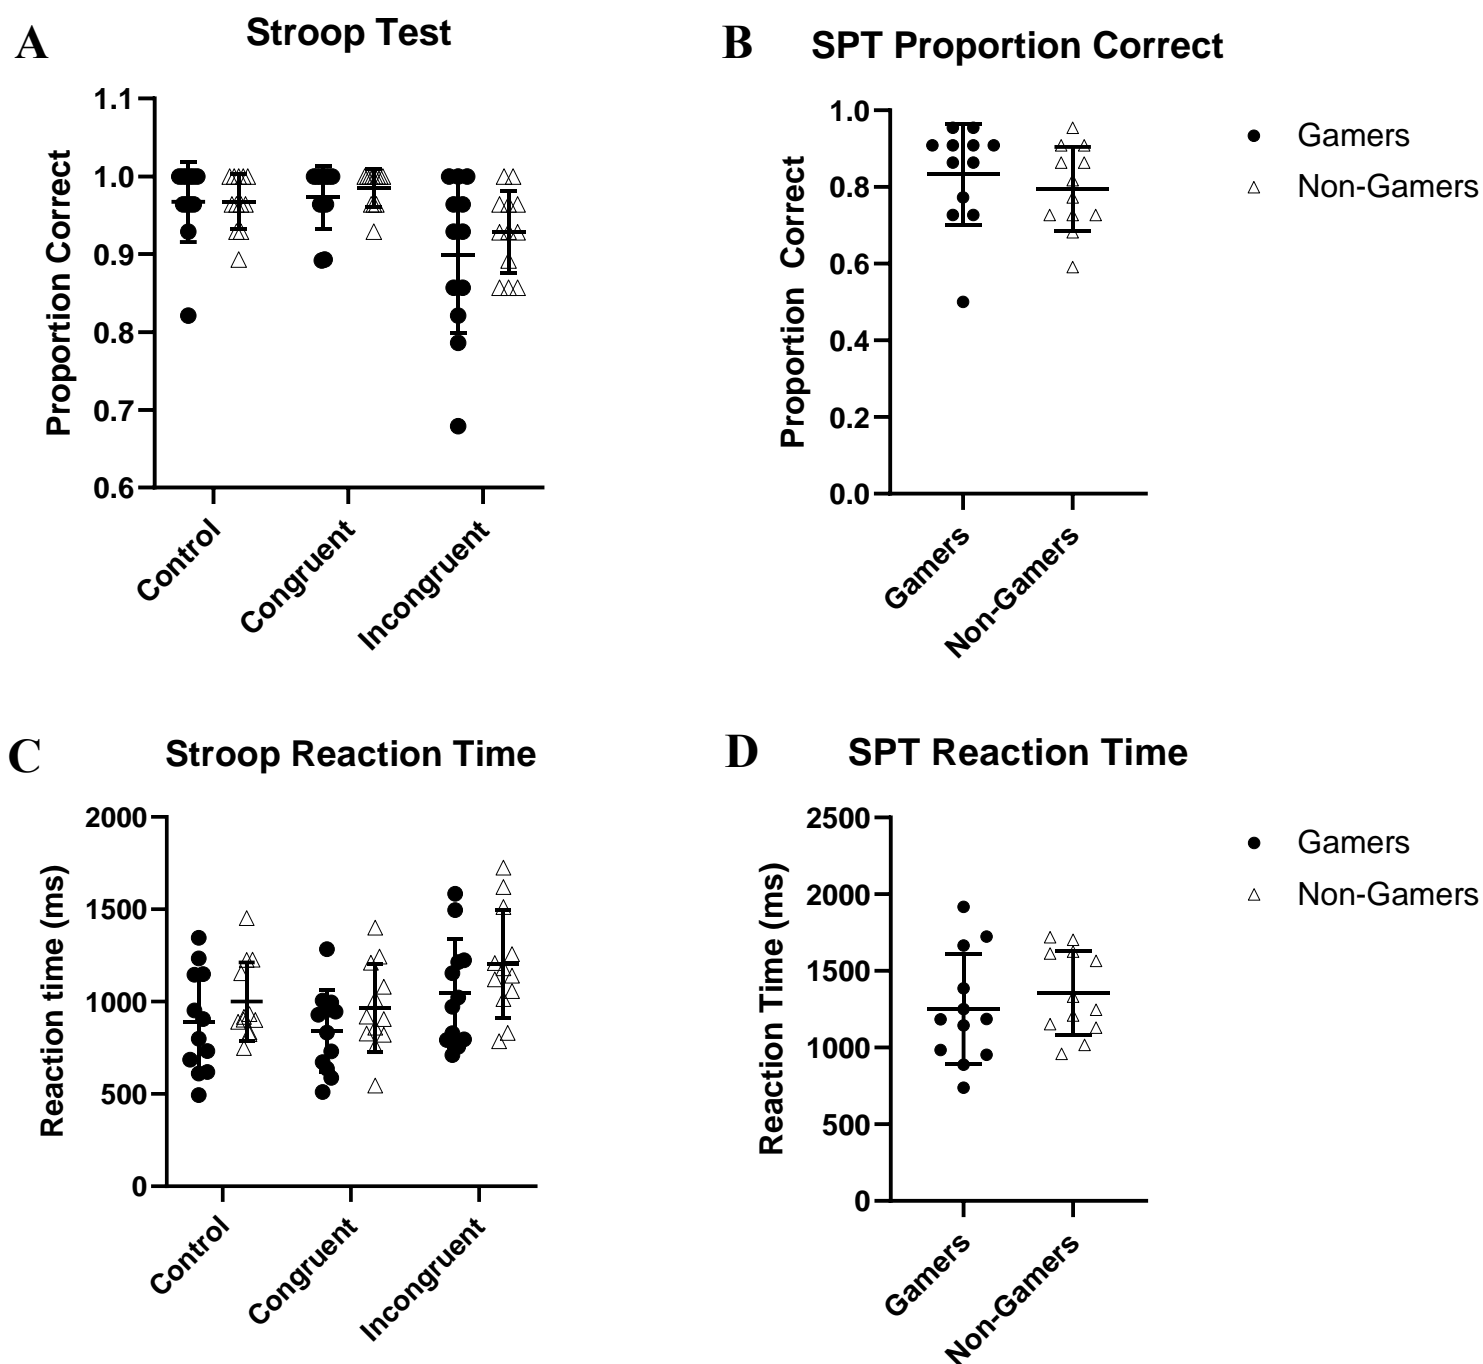 A
Stroop Test
Proportion Correct
1.1
1.0
0.9
0.8
0.7
0.6
Control
Congruent
Incongruent
B
SPT Proportion Correct
Proportion Correct
1.0
0.8
0.6
0.4
0.2
0.0
Gamers
Non-Gamers
Gamers
Non-Gamers
C
Stroop Reaction Time
Reaction time (ms)
2000
1500
1000
500
0
Control
Congruent
Incongruent
D
SPT Reaction Time
Reaction Time (ms)
2500
2000
1500
1000
500
0
Gamers
Non-Gamers
Gamers
Non-Gamers